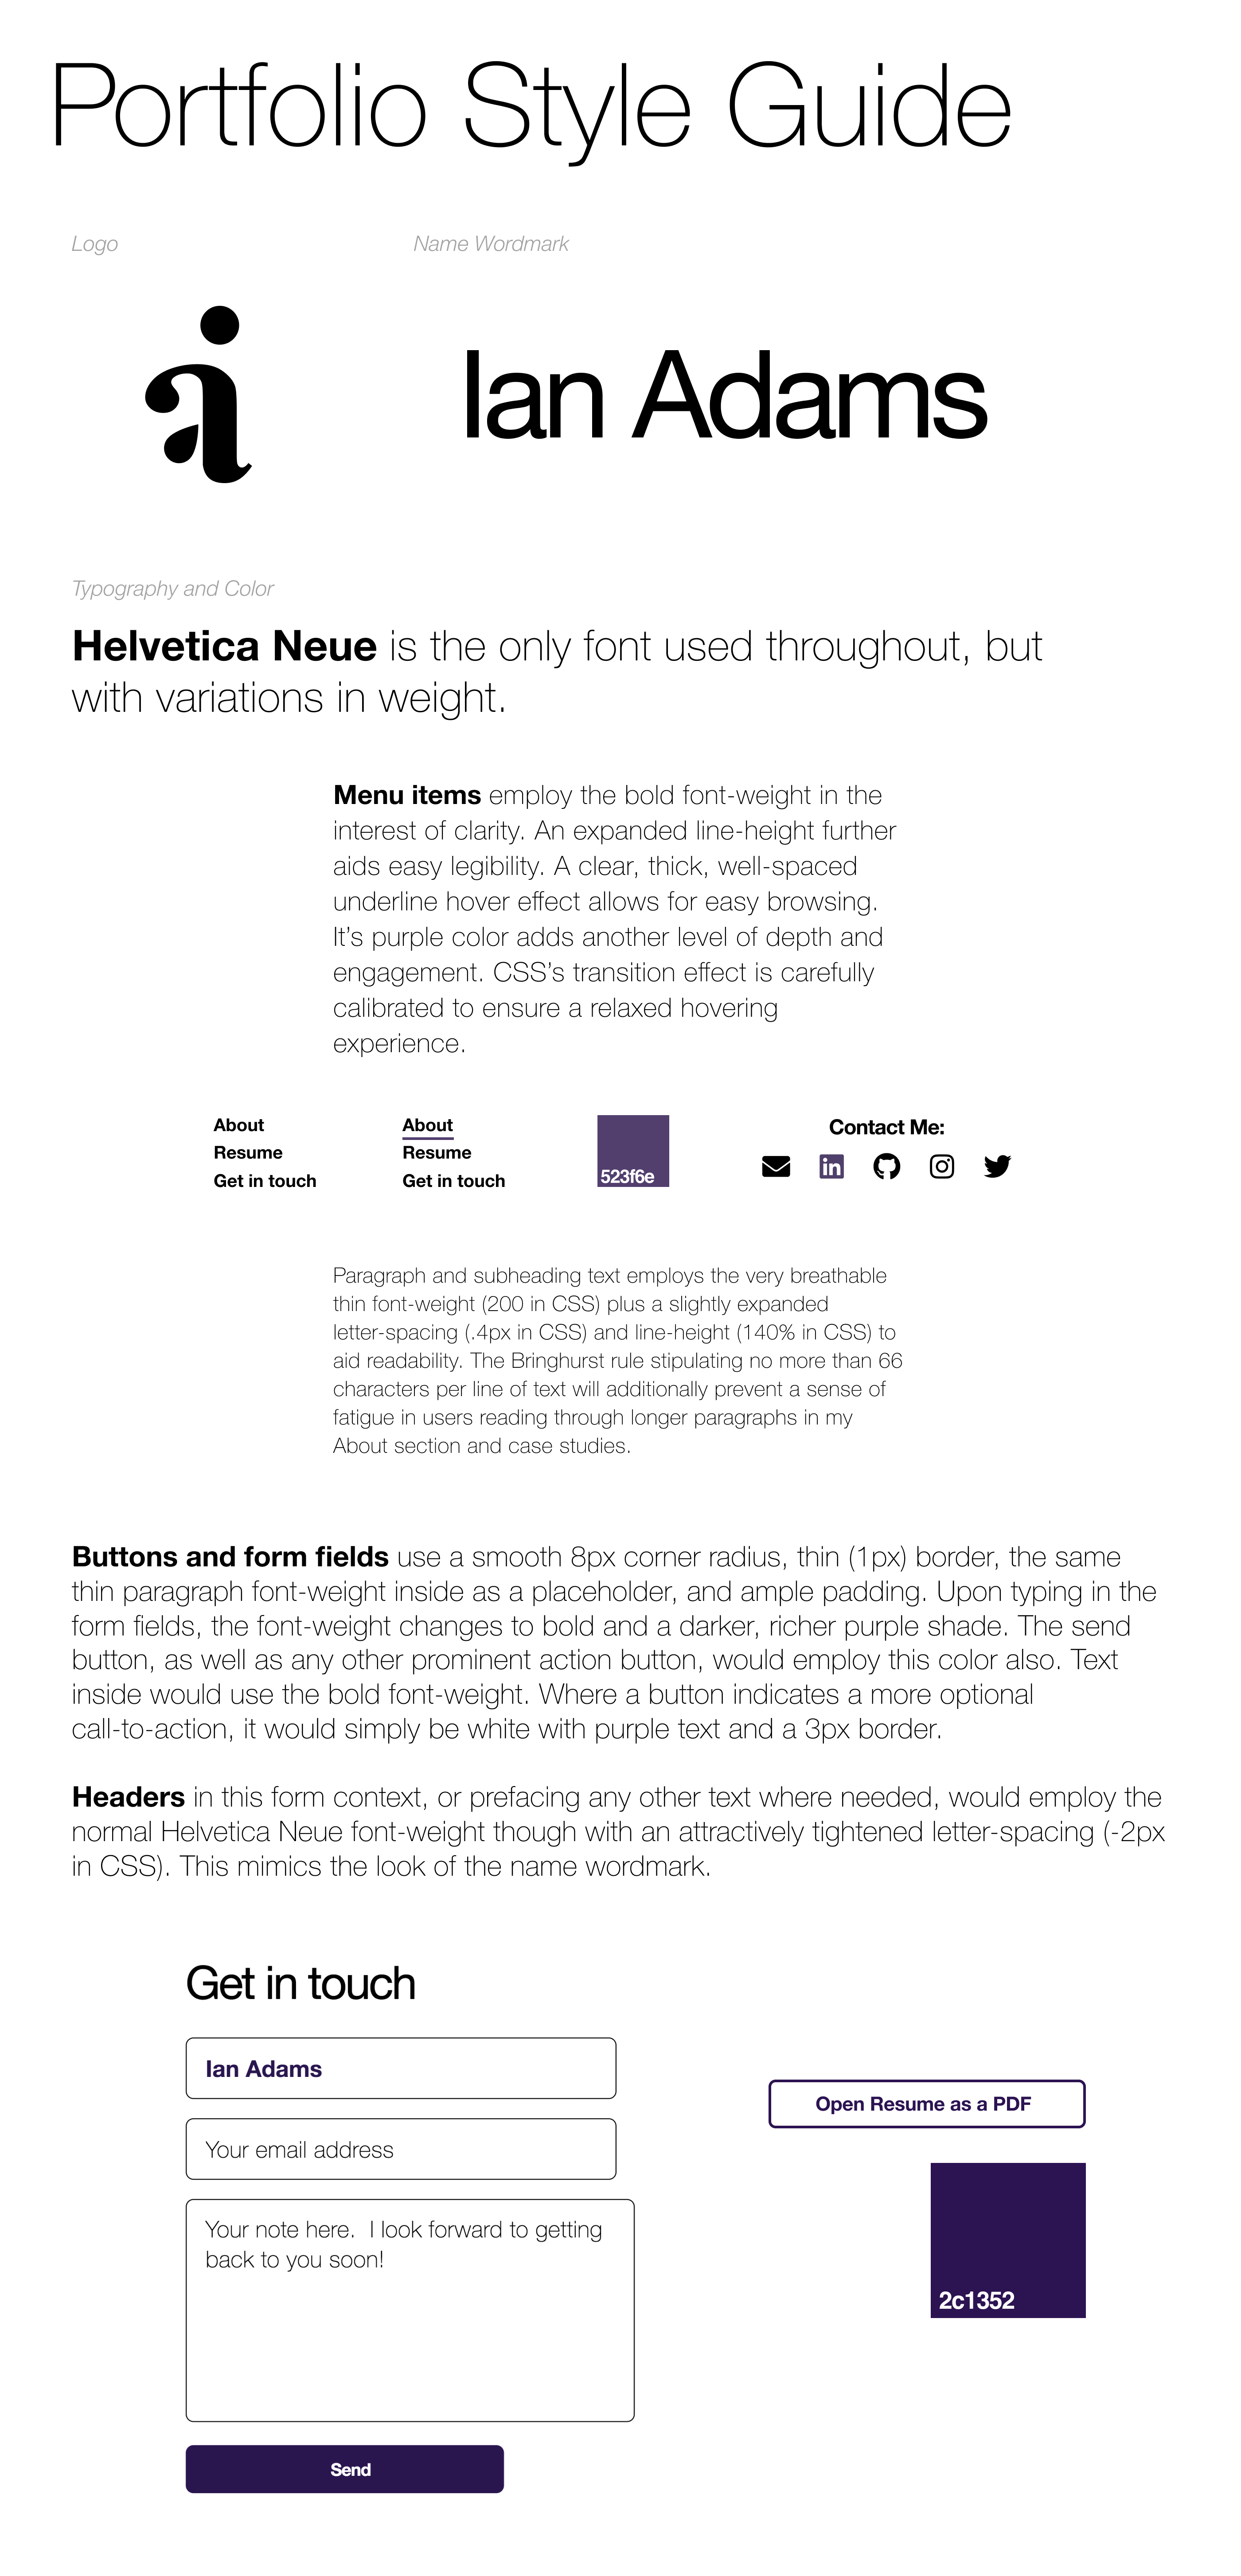 Portfolio Style Guide
Logo
Name Wordmark
Ian Adams
Typography and Color
Helvetica Neue is the only font used throughout, but
with variations in weight.
Menu items employ the bold font-weight in the
interest of clarity. An expanded line-height further
aids easy legibility. A clear, thick, well-spaced
underline hover effect allows for easy browsing.
It’s purple color adds another level of depth and
engagement. CSS’s transition effect is carefully
calibrated to ensure a relaxed hovering
experience.
About
Resume
Get in touch
About
Resume
Get in touch
523f6e
Contact Me:
Paragraph and subheading text employs the very breathable
thin font-weight (200 in CSS) plus a slightly expanded
letter-spacing (.4px in CSS) and line-height (140% in CSS) to
aid readability. The Bringhurst rule stipulating no more than 66
characters per line of text will additionally prevent a sense of
fatigue in users reading through longer paragraphs in my
About section and case studies.
Buttons and form fields use a smooth 8px corner radius, thin (1px) border, the same
thin paragraph font-weight inside as a placeholder, and ample padding. Upon typing in the
form fields, the font-weight changes to bold and a darker, richer purple shade. The send
button, as well as any other prominent action button, would employ this color also. Text
inside would use the bold font-weight. Where a button indicates a more optional
call-to-action, it would simply be white with purple text and a 3px border.
Headers in this form context, or prefacing any other text where needed, would employ the
normal Helvetica Neue font-weight though with an attractively tightened letter-spacing (-2px
in CSS). This mimics the look of the name wordmark.
Get in touch
Ian Adams
Your email address
Your note here.  I look forward to getting
back to you soon!
Send
Open Resume as a PDF
2c1352